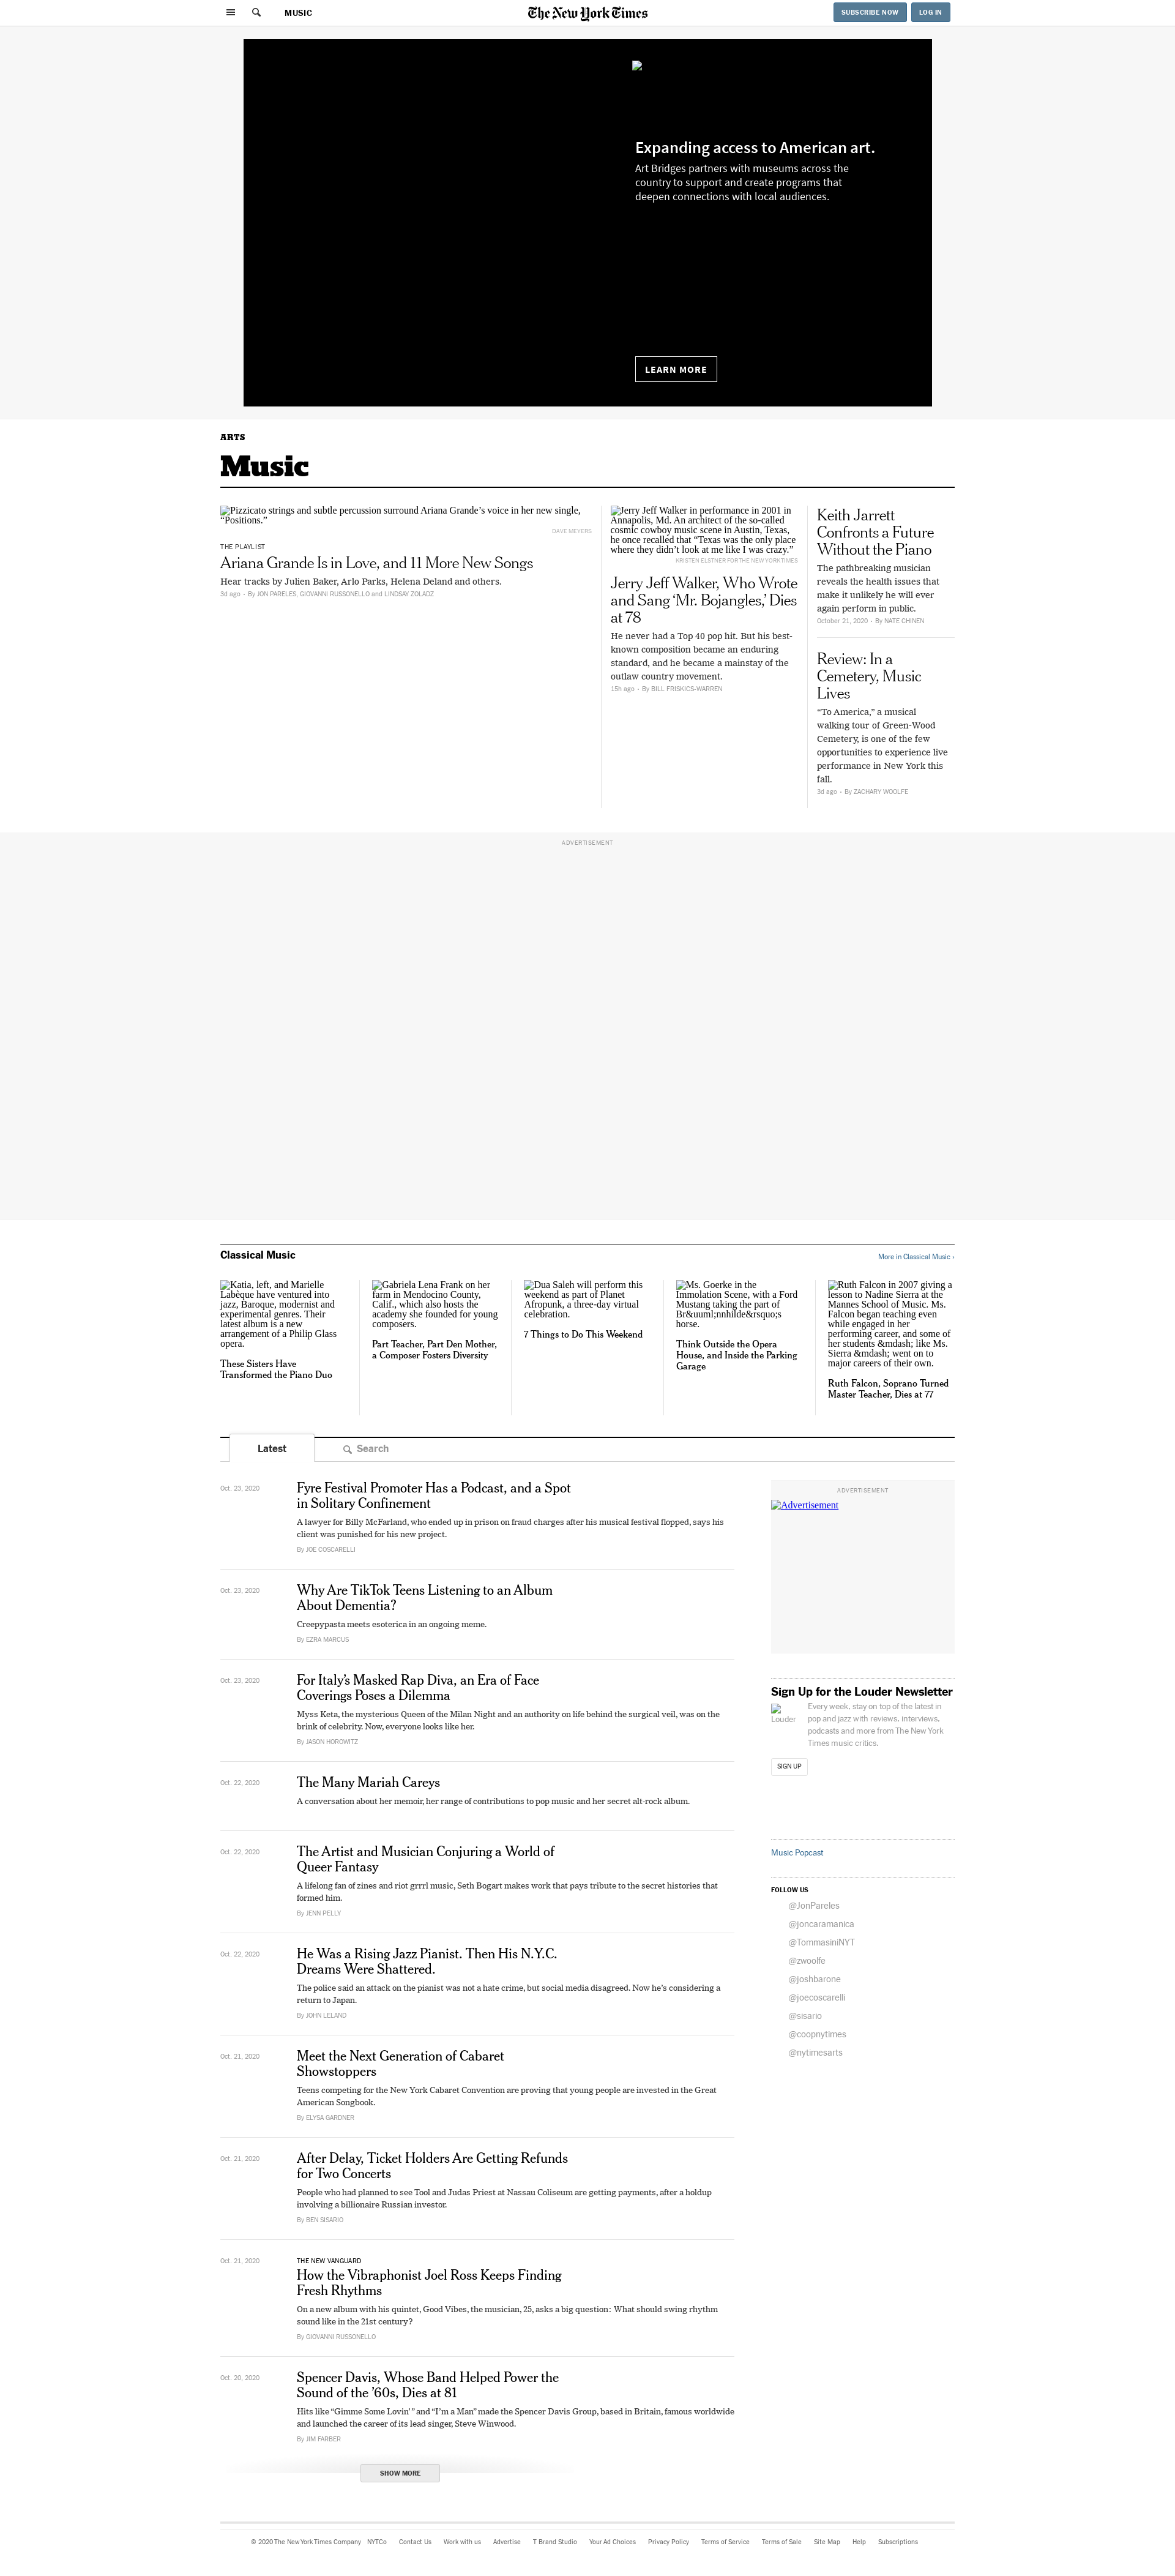 MUSIC
The New York Times
SUBSCRIBE NOW
LOG IN
Expanding access to American art.
Art Bridges partners with museums across the
country to support and create programs that
deepen connections with local audiences.
LEARN MORE
ARTS
Music
Pizzicato strings and subtle percussion surround Ariana Grande’s voice in her new single,
“Positions.”
DAVE MEYERS
THE PLAYLIST
Ariana Grande Is in Love, and 11 More New Songs
Hear tracks by Julien Baker, Arlo Parks, Helena Deland and others.
3d ago • By JON PARELES, GIOVANNI RUSSONELLO and LINDSAY ZOLADZ
Jerry Jeff Walker in performance in 2001 in
Annapolis, Md. An architect of the so-called
cosmic cowboy music scene in Austin, Texas,
he once recalled that “Texas was the only place
where they didn’t look at me like I was crazy.”
KRISTEN ELSTNER FOR THE NEW YORK TIMES
Jerry Jeff Walker, Who Wrote
and Sang ‘Mr. Bojangles,’ Dies
at 78
He never had a Top 40 pop hit. But his best-
known composition became an enduring
standard, and he became a mainstay of the
outlaw country movement.
15h ago • By BILL FRISKICS-WARREN
Keith Jarrett
Confronts a Future
Without the Piano
The pathbreaking musician
reveals the health issues that
make it unlikely he will ever
again perform in public.
October 21, 2020 • By NATE CHINEN
Review: In a
Cemetery, Music
Lives
“To America,” a musical
walking tour of Green-Wood
Cemetery, is one of the few
opportunities to experience live
performance in New York this
fall.
3d ago • By ZACHARY WOOLFE
ADVERTISEMENT
Classical Music
More in Classical Music ›
Katia, left, and Marielle
Labèque have ventured into
jazz, Baroque, modernist and
experimental genres. Their
latest album is a new
arrangement of a Philip Glass
opera.
These Sisters Have
Transformed the Piano Duo
Gabriela Lena Frank on her
farm in Mendocino County,
Calif., which also hosts the
academy she founded for young
composers.
Part Teacher, Part Den Mother,
a Composer Fosters Diversity
Dua Saleh will perform this
weekend as part of Planet
Afropunk, a three-day virtual
celebration.
7 Things to Do This Weekend
Ms. Goerke in the
Immolation Scene, with a Ford
Mustang taking the part of
Br&uuml;nnhilde&rsquo;s
horse.
Think Outside the Opera
House, and Inside the Parking
Garage
Ruth Falcon in 2007 giving a
lesson to Nadine Sierra at the
Mannes School of Music. Ms.
Falcon began teaching even
while engaged in her
performing career, and some of
her students &mdash; like Ms.
Sierra &mdash; went on to
major careers of their own.
Ruth Falcon, Soprano Turned
Master Teacher, Dies at 77
Latest
Search
Oct. 23, 2020
Fyre Festival Promoter Has a Podcast, and a Spot
in Solitary Confinement
A lawyer for Billy McFarland, who ended up in prison on fraud charges after his musical festival flopped, says his
client was punished for his new project.
By JOE COSCARELLI
Oct. 23, 2020
Why Are TikTok Teens Listening to an Album
About Dementia?
Creepypasta meets esoterica in an ongoing meme.
By EZRA MARCUS
Oct. 23, 2020
For Italy’s Masked Rap Diva, an Era of Face
Coverings Poses a Dilemma
Myss Keta, the mysterious Queen of the Milan Night and an authority on life behind the surgical veil, was on the
brink of celebrity. Now, everyone looks like her.
By JASON HOROWITZ
Oct. 22, 2020
The Many Mariah Careys
A conversation about her memoir, her range of contributions to pop music and her secret alt-rock album.
Oct. 22, 2020
The Artist and Musician Conjuring a World of
Queer Fantasy
A lifelong fan of zines and riot grrrl music, Seth Bogart makes work that pays tribute to the secret histories that
formed him.
By JENN PELLY
Oct. 22, 2020
He Was a Rising Jazz Pianist. Then His N.Y.C.
Dreams Were Shattered.
The police said an attack on the pianist was not a hate crime, but social media disagreed. Now he’s considering a
return to Japan.
By JOHN LELAND
Oct. 21, 2020
Meet the Next Generation of Cabaret
Showstoppers
Teens competing for the New York Cabaret Convention are proving that young people are invested in the Great
American Songbook.
By ELYSA GARDNER
Oct. 21, 2020
After Delay, Ticket Holders Are Getting Refunds
for Two Concerts
People who had planned to see Tool and Judas Priest at Nassau Coliseum are getting payments, after a holdup
involving a billionaire Russian investor.
By BEN SISARIO
Oct. 21, 2020
THE NEW VANGUARD
How the Vibraphonist Joel Ross Keeps Finding
Fresh Rhythms
On a new album with his quintet, Good Vibes, the musician, 25, asks a big question: What should swing rhythm
sound like in the 21st century?
By GIOVANNI RUSSONELLO
Oct. 20, 2020
Spencer Davis, Whose Band Helped Power the
Sound of the ’60s, Dies at 81
Hits like “Gimme Some Lovin’ ” and “I’m a Man” made the Spencer Davis Group, based in Britain, famous worldwide
and launched the career of its lead singer, Steve Winwood.
By JIM FARBER
SHOW MORE
ADVERTISEMENT
Advertisement
Sign Up for the Louder Newsletter
Louder
Every week, stay on top of the latest in
pop and jazz with reviews, interviews,
podcasts and more from The New York
Times music critics.
SIGN UP
Music Popcast
FOLLOW US
@JonPareles
@joncaramanica
@TommasiniNYT
@zwoolfe
@joshbarone
@joecoscarelli
@sisario
@coopnytimes
@nytimesarts
© 2020 The New York Times Company NYTCo Contact Us Work with us Advertise T Brand Studio Your Ad Choices Privacy Policy Terms of Service Terms of Sale Site Map Help Subscriptions